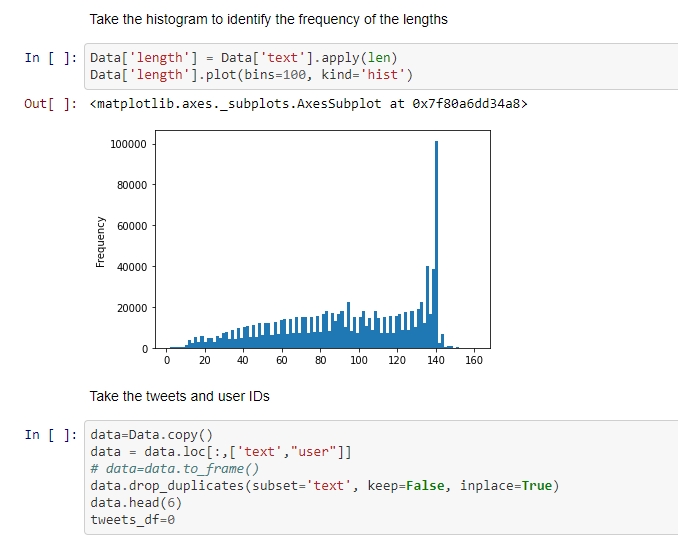 Take the histogram to identify the frequency of the lengths
In [ ]: Data['length'] = Data['text'].apply(len)
Data['length'].plot(bins=100, kind='hist')
Out[ ]: <matplotlib.axes._subplots.AxesSubplot at 0x7f80a6dd34a8>
100000
80000
60000
40000
20000
0
Frequency
0 20 40 60 80 100 120 140 160
Take the tweets and user IDs
In [ ]: data=Data.copy()
data = data.loc[:,['text',"user"]]
# data=data.to_frame()
data.drop_duplicates(subset='text', keep=False, inplace=True)
data.head(6)
tweets_df=0